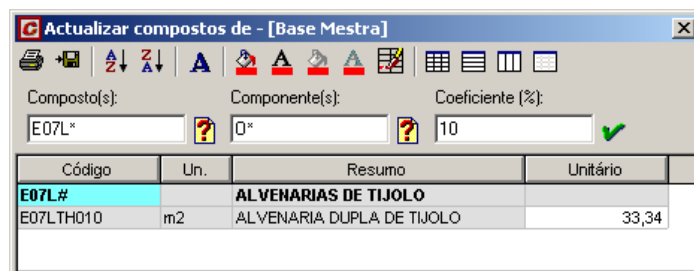 Actualizar compostos de - [Base Mestra]
Composto(s): Componente(s): Coeficiente (%):
E07L* O* 10
Código Un. Resumo Unitário
E07L# ALVENARIAS DE TIJOLO
E07LTH010 m2 ALVENARIA DUPLA DE TIJOLO 33,34